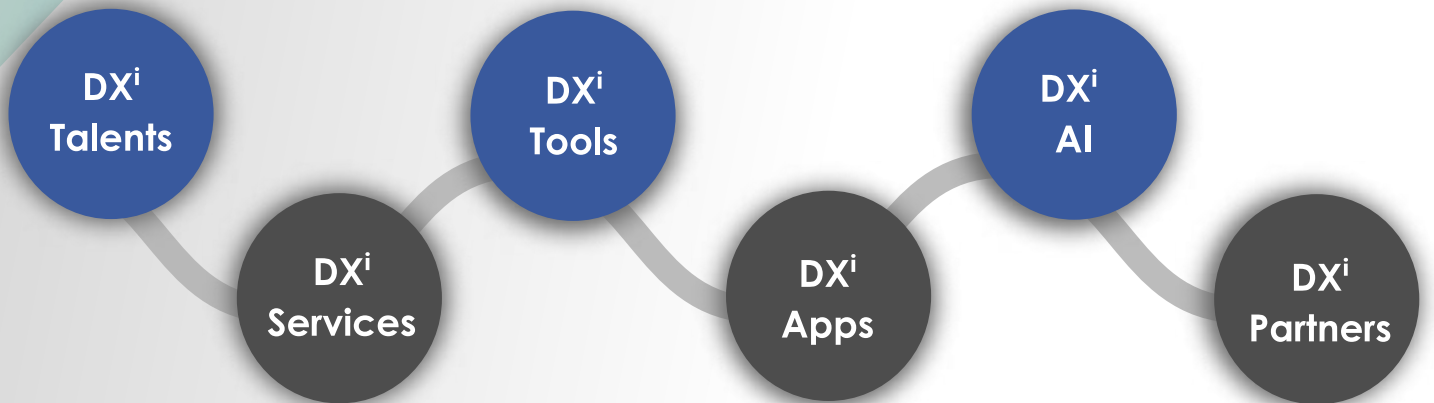 DXⁱ
Talents
DXⁱ
Services
DXⁱ
Tools
DXⁱ
Apps
DXⁱ
AI
DXⁱ
Partners